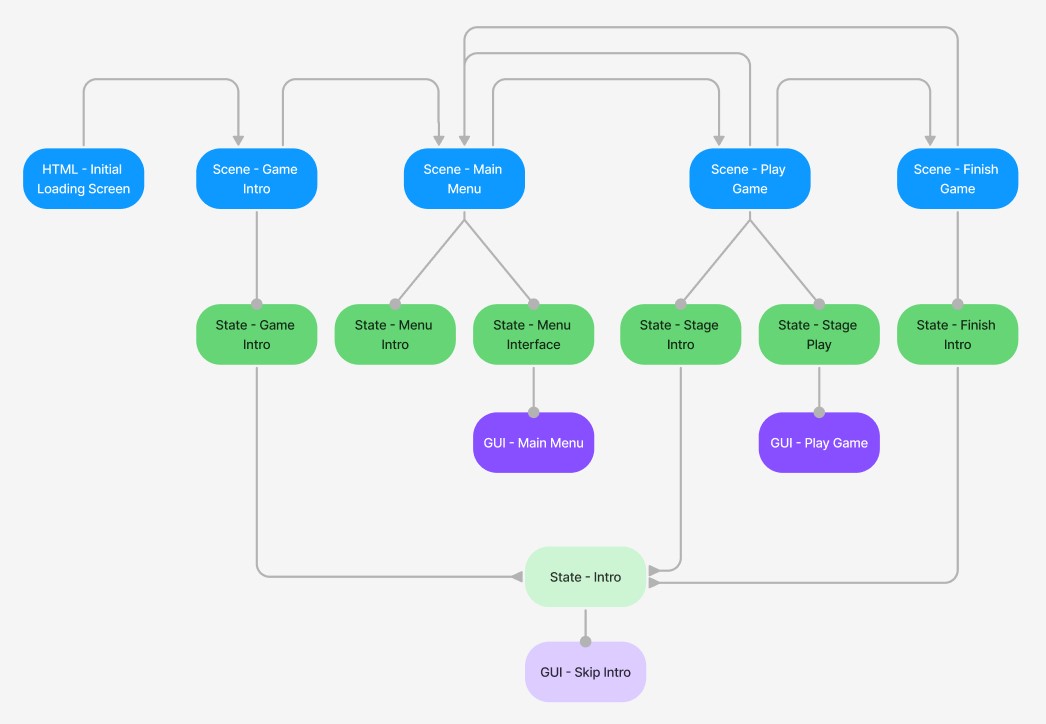 HTML - Initial
Loading Screen
Scene - Game
Intro
Scene - Main
Menu
Scene - Play
Game
Scene - Finish
Game
State - Game
Intro
State - Menu
Intro
State - Menu
Interface
State - Stage
Intro
State - Stage
Play
State - Finish
Intro
GUI - Main Menu
GUI - Play Game
State - Intro
GUI - Skip Intro